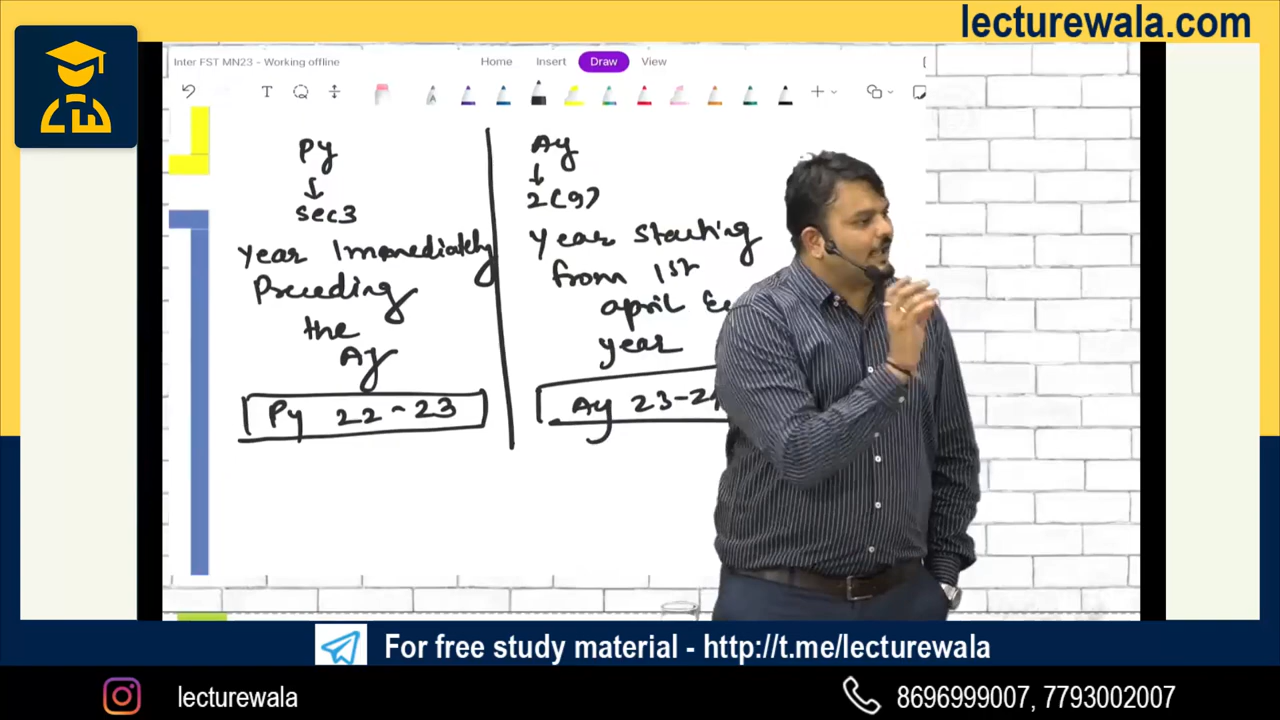 lecturewala.com
Inter FST MN23 - Working offline
Home Insert Draw View
T
Py
sec3
Year Immediately
Preceding
the
Ay
Py 22-23
Ay
2(9)
Year Starting
from 1st
april
year
Ay 23-2
For free study material - http://t.me/lecturewala
lecturewala
8696999007, 7793002007